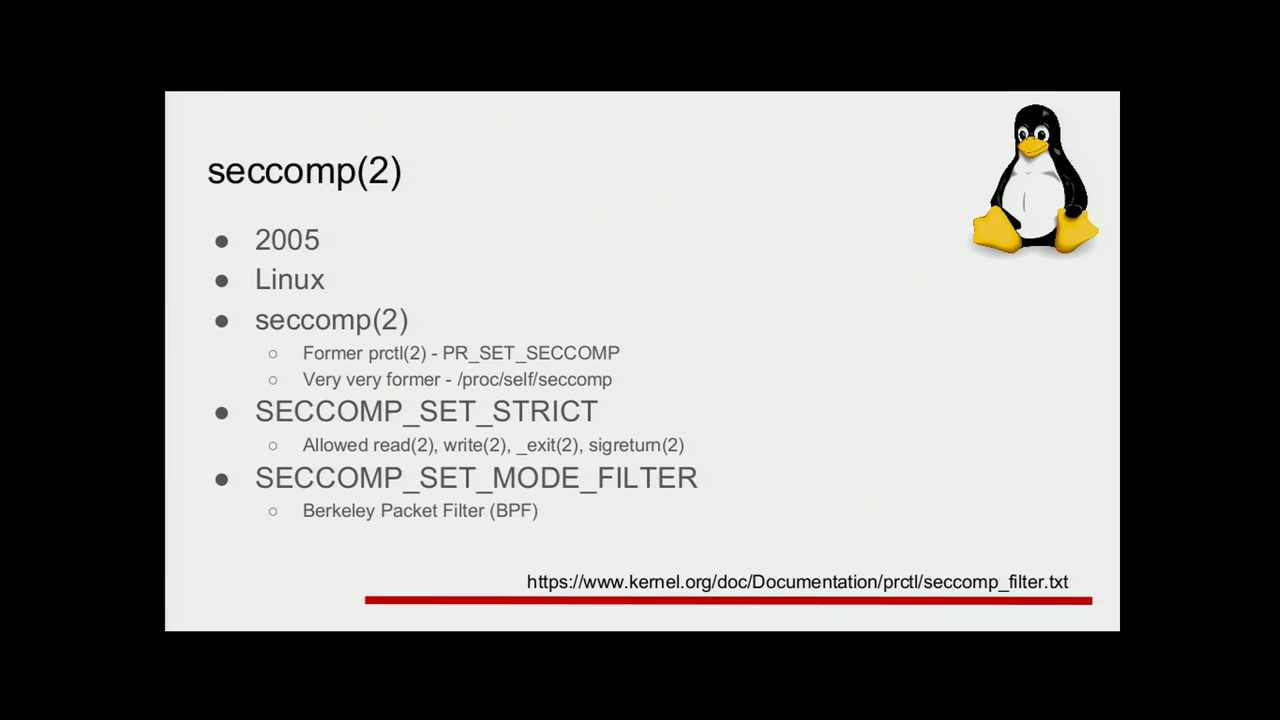 seccomp(2)
● 2005
● Linux
● seccomp(2)
○ Former prctl(2) - PR_SET_SECCOMP
○ Very very former - /proc/self/seccomp
● SECCOMP_SET_STRICT
○ Allowed read(2), write(2), _exit(2), sigreturn(2)
● SECCOMP_SET_MODE_FILTER
○ Berkeley Packet Filter (BPF)
https://www.kernel.org/doc/Documentation/prctl/seccomp_filter.txt